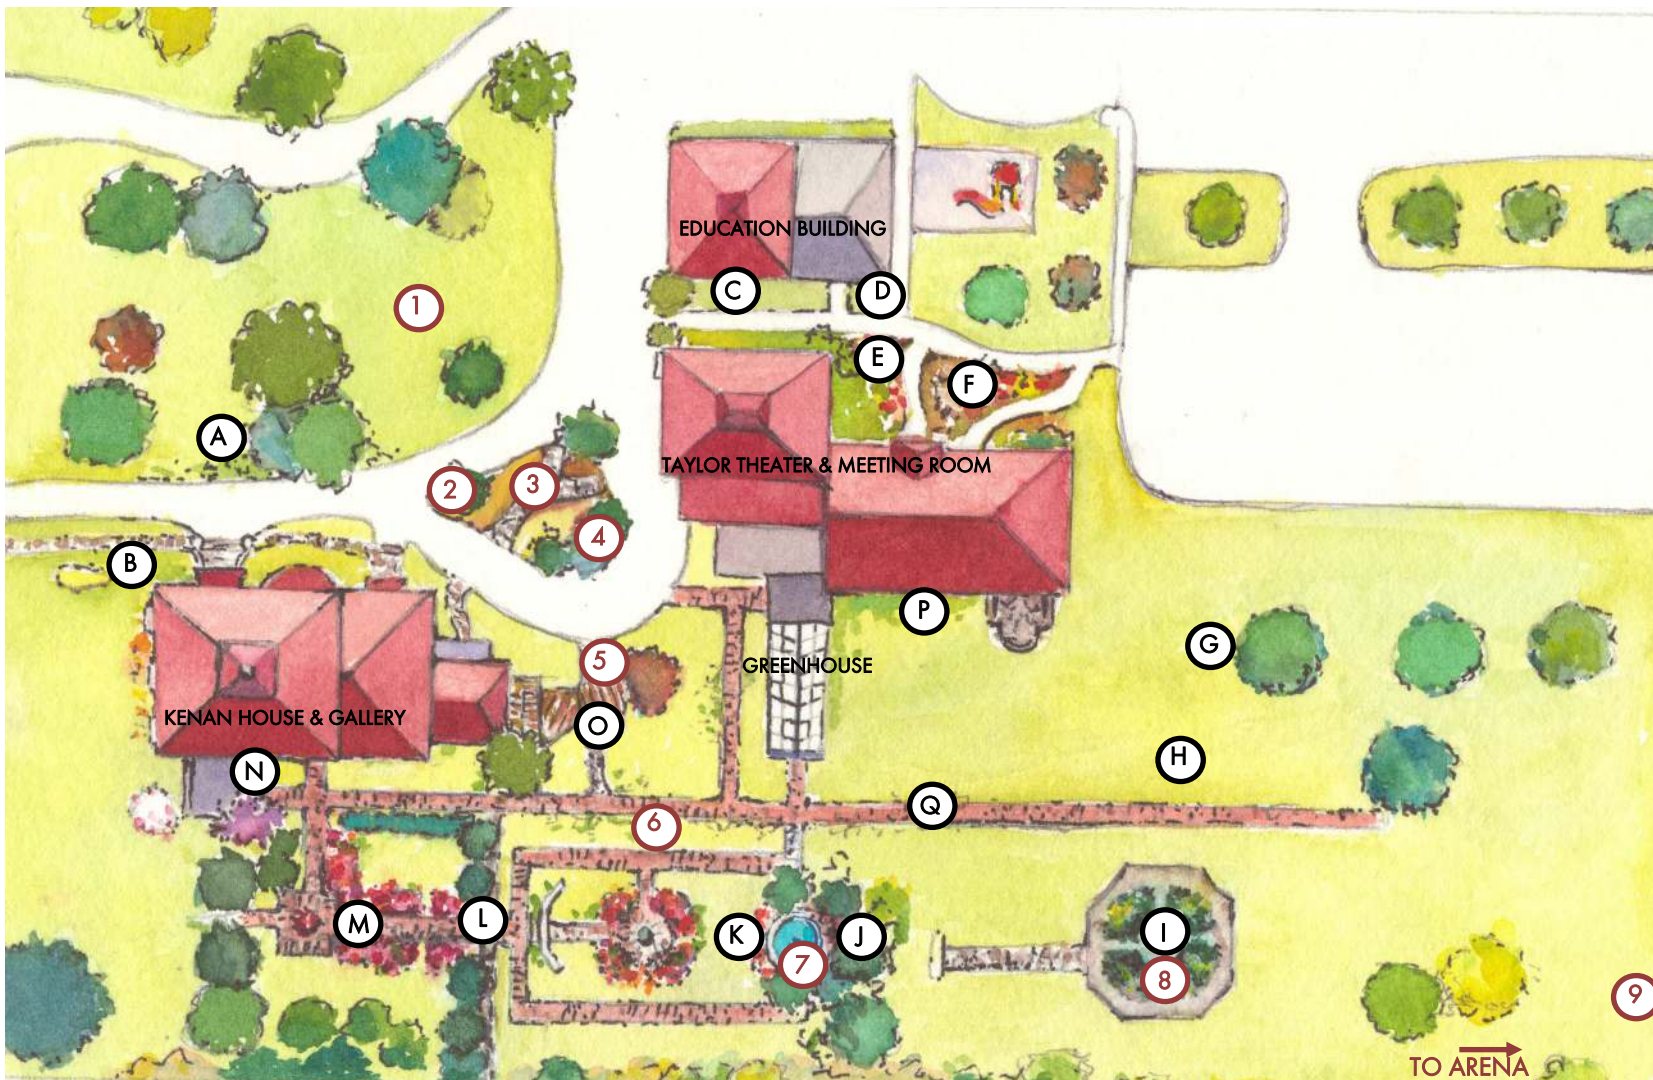 EDUCATION BUILDING
C
D
1
E
F
A
TAYLOR THEATER & MEETING ROOM
2
3
4
B
P
G
5
GREENHOUSE
KENAN HOUSE & GALLERY
O
H
N
Q
6
M
L
K
J
I
7
8
9
TO ARENA